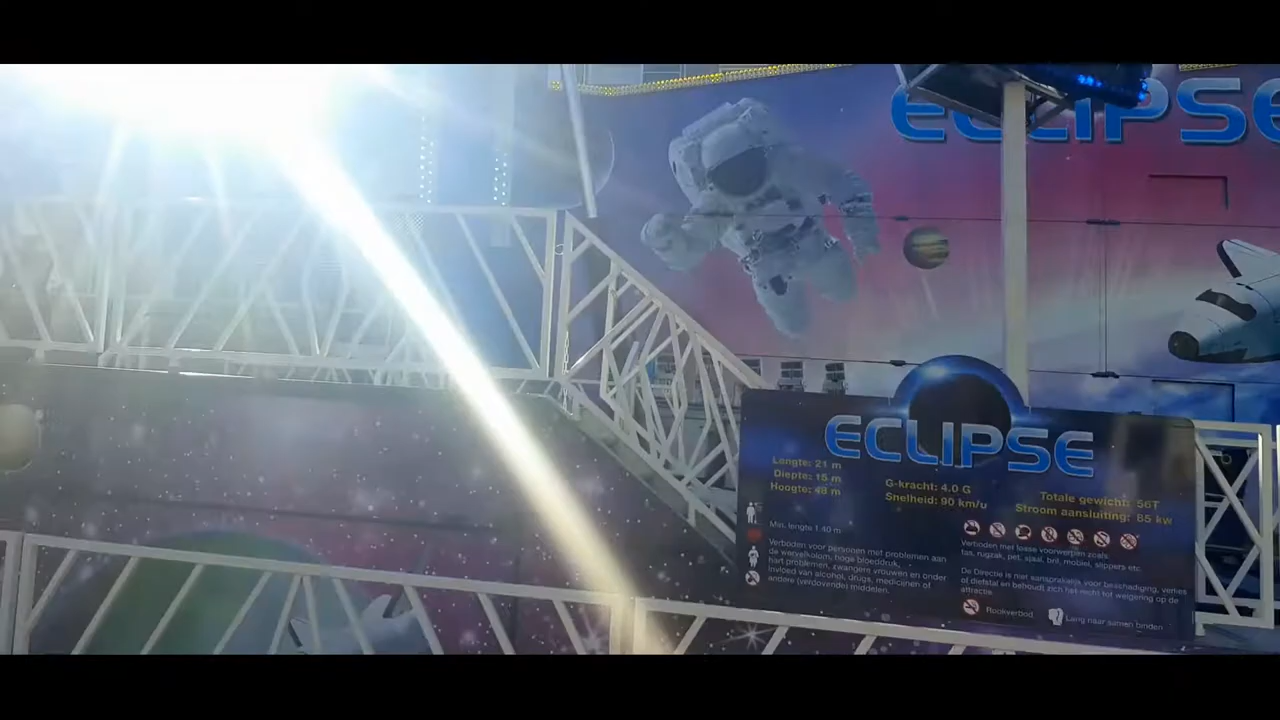 ECLIPSE
ECLIPSE
Lengte: 21 m
Diepte: 15 m
Hoogte: 48 m
G-kracht: 4.0 G
Snelheid: 90 km/u
Totale gewicht: 56T
Stroom aansluiting: 85 kw
Min. lengte 1.40 m
Verboden voor personen met problemen aan
de wervelkolom, hoge bloeddruk,
hart problemen, zwangere vrouwen en onder
invloed van alcohol, drugs, medicijnen of
andere (verdovende) middelen.
Verboden met losse voorwerpen zoals:
tas, rugzak, pet, sjaal, bril, mobiel, slippers etc.
De Directie is niet aansprakelijk voor beschadiging, verlies
of diefstal en behoudt zich het recht tot weigering op de
attractie.
Rookverbod
Lang haar samen binden